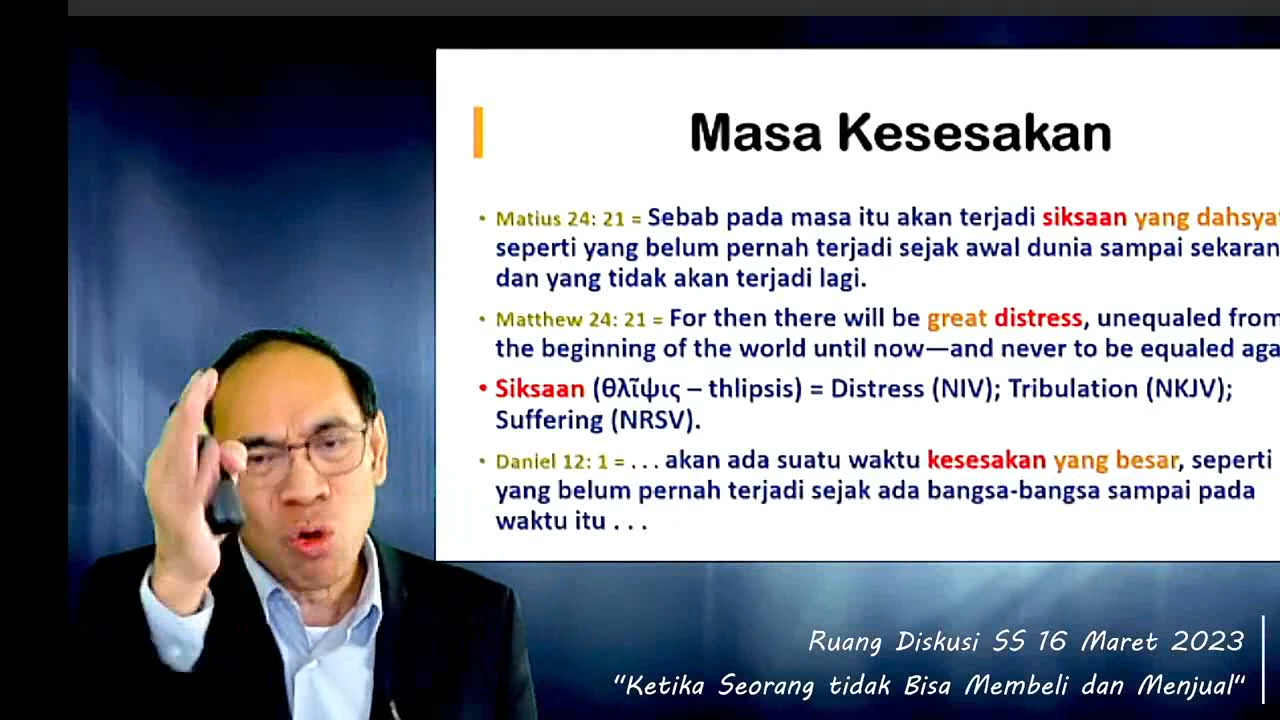 Masa Kesesakan
• Matius 24: 21 = Sebab pada masa itu akan terjadi siksaan yang dahsyat
seperti yang belum pernah terjadi sejak awal dunia sampai sekaran
dan yang tidak akan terjadi lagi.
• Matthew 24: 21 = For then there will be great distress, unequaled from
the beginning of the world until now—and never to be equaled aga
• Siksaan (θλῖψις – thlipsis) = Distress (NIV); Tribulation (NKJV);
Suffering (NRSV).
• Daniel 12: 1 = . . . akan ada suatu waktu kesesakan yang besar, seperti
yang belum pernah terjadi sejak ada bangsa-bangsa sampai pada
waktu itu . . .
Ruang Diskusi SS 16 Maret 2023
"Ketika Seorang tidak Bisa Membeli dan Menjual"